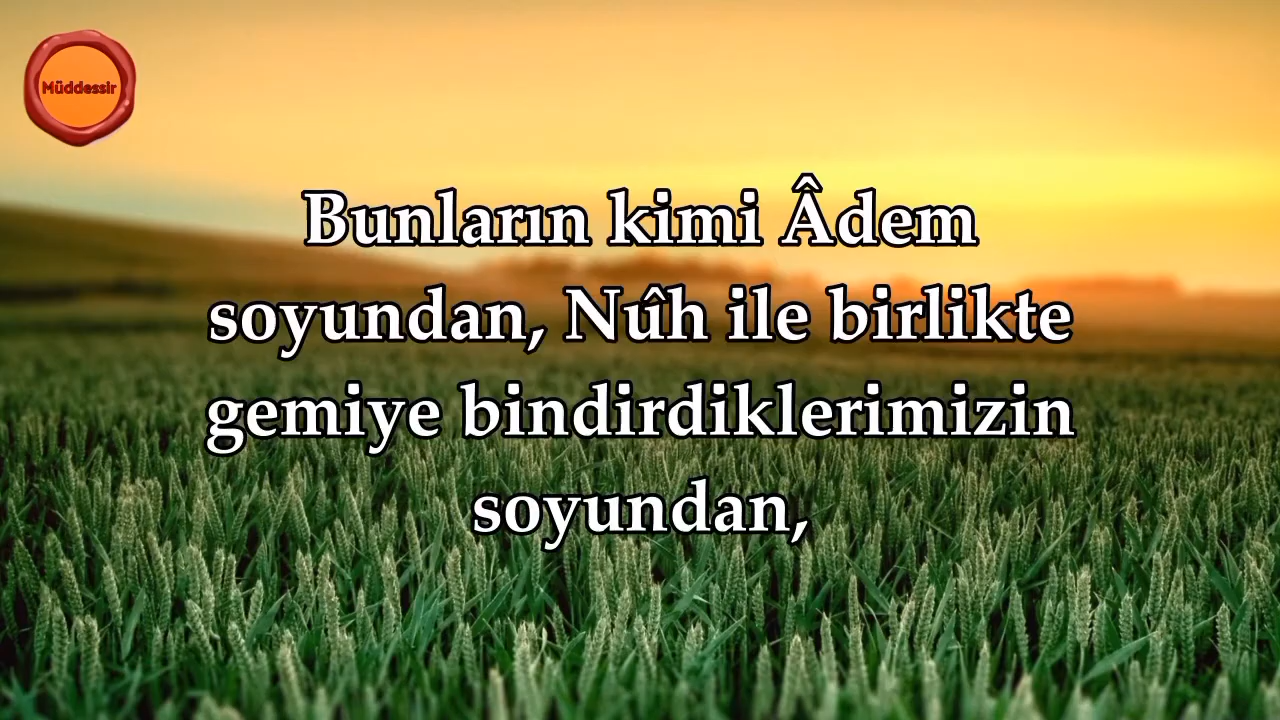 Müddessir
Bunların kimi Âdem
soyundan, Nûh ile birlikte
gemiye bindirdiklerimizin
soyundan,